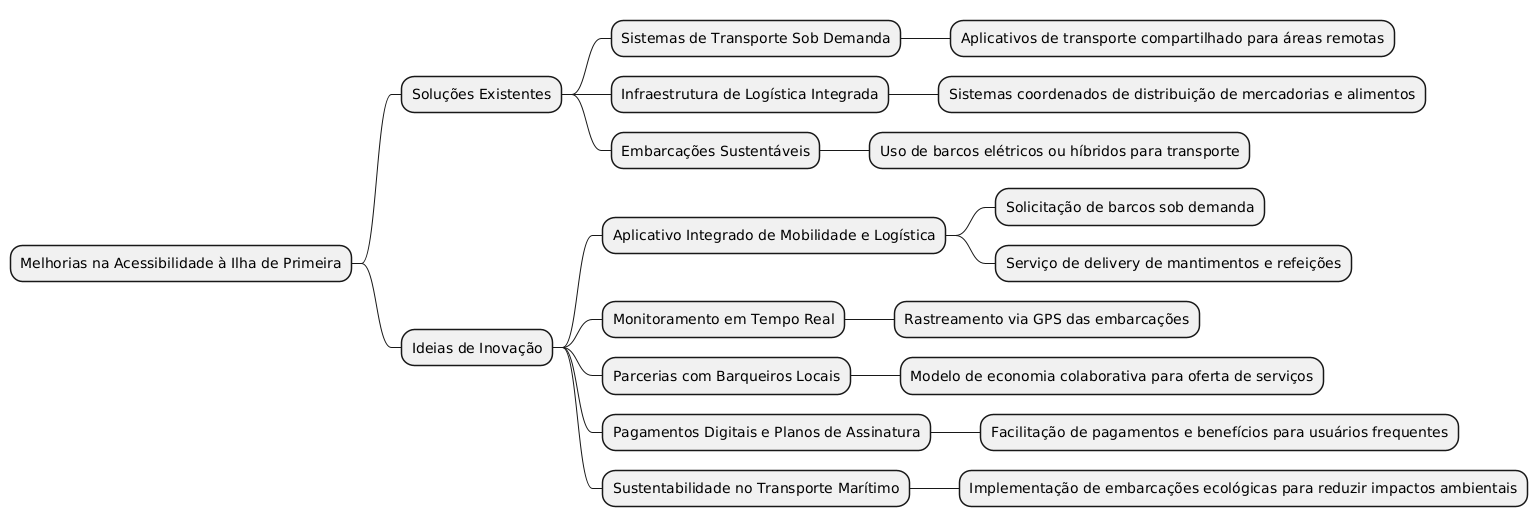 Melhorias na Acessibilidade à Ilha de Primeira
Soluções Existentes
Sistemas de Transporte Sob Demanda
Aplicativos de transporte compartilhado para áreas remotas
Infraestrutura de Logística Integrada
Sistemas coordenados de distribuição de mercadorias e alimentos
Embarcações Sustentáveis
Uso de barcos elétricos ou híbridos para transporte
Ideias de Inovação
Aplicativo Integrado de Mobilidade e Logística
Solicitação de barcos sob demanda
Serviço de delivery de mantimentos e refeições
Monitoramento em Tempo Real
Rastreamento via GPS das embarcações
Parcerias com Barqueiros Locais
Modelo de economia colaborativa para oferta de serviços
Pagamentos Digitais e Planos de Assinatura
Facilitação de pagamentos e benefícios para usuários frequentes
Sustentabilidade no Transporte Marítimo
Implementação de embarcações ecológicas para reduzir impactos ambientais